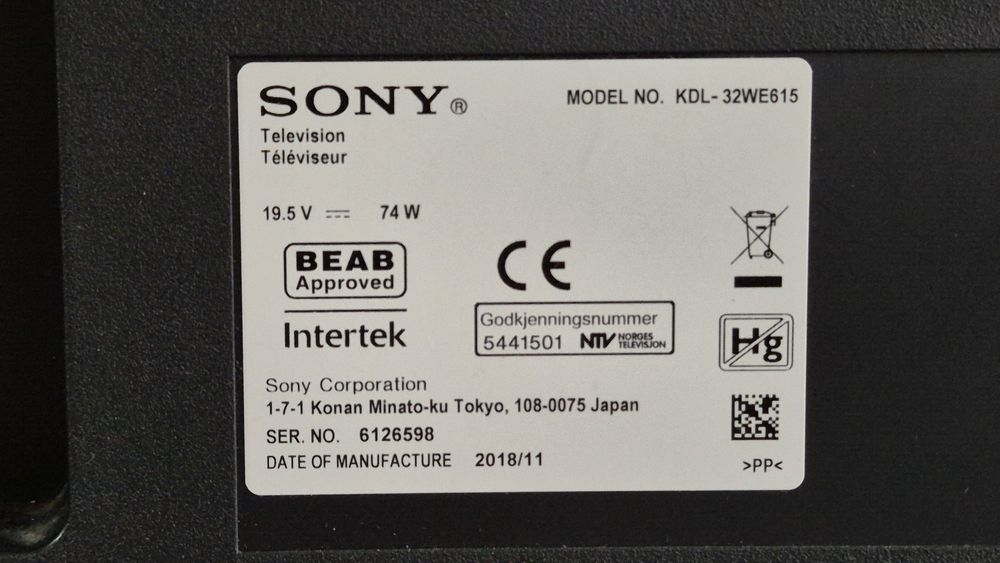 SONY®
MODEL NO. KDL-32WE615
Television
Téléviseur
19.5 V ⎓ 74 W
BEAB
Approved
Intertek
CE
Godkjenningsnummer
5441501 NTV NORGES TELEVISJON
Hg
Sony Corporation
1-7-1 Konan Minato-ku Tokyo, 108-0075 Japan
SER. NO. 6126598
DATE OF MANUFACTURE 2018/11
>PP<